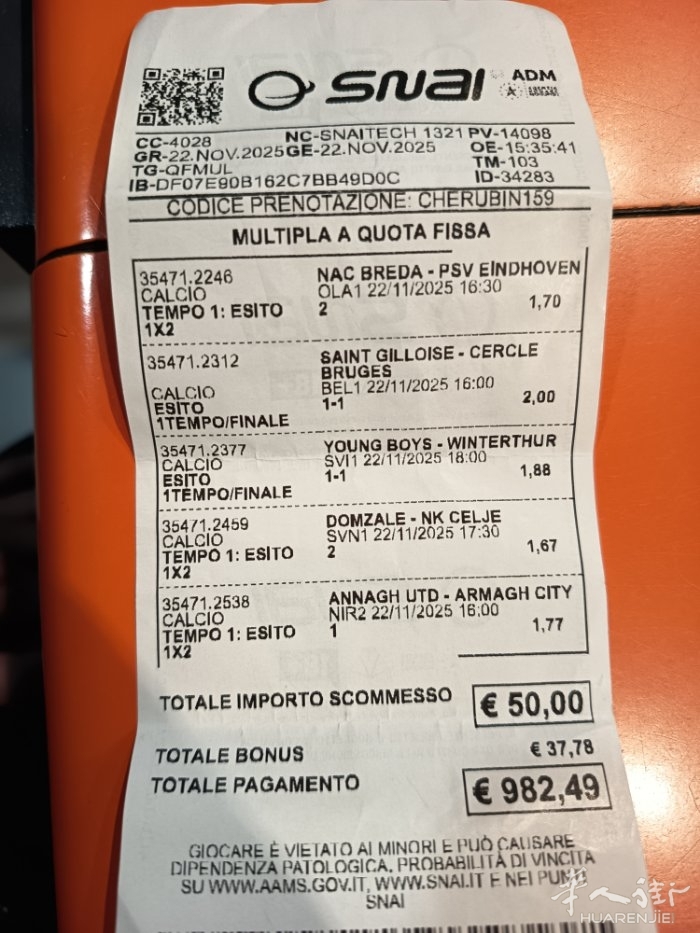 SNAI ADM
CC-4028 NC-SNAITECH 1321 PV-14098
GR-22.NOV.2025 GE-22.NOV.2025 OE-15:35:41
TG-QFMUL TM-103
IB-DF07E90B162C7BB49D0C ID-34283
CODICE PRENOTAZIONE: CHERUBIN159
MULTIPLA A QUOTA FISSA
35471.2246 NAC BREDA - PSV EINDHOVEN
CALCIO OLA1 22/11/2025 16:30
TEMPO 1: ESITO 2 1,70
1X2
35471.2312 SAINT GILLOISE - CERCLE
BRUGES
CALCIO BEL1 22/11/2025 16:00
ESITO 1-1 2,00
1TEMPO/FINALE
35471.2377 YOUNG BOYS - WINTERTHUR
CALCIO SVI1 22/11/2025 18:00
ESITO 1-1 1,88
1TEMPO/FINALE
35471.2459 DOMZALE - NK CELJE
CALCIO SVN1 22/11/2025 17:30
TEMPO 1: ESITO 2 1,67
1X2
35471.2538 ANNAGH UTD - ARMAGH CITY
CALCIO NIR2 22/11/2025 16:00
TEMPO 1: ESITO 1 1,77
1X2
TOTALE IMPORTO SCOMMESSO € 50,00
TOTALE BONUS € 37,78
TOTALE PAGAMENTO € 982,49
GIOCARE È VIETATO AI MINORI E PUÒ CAUSARE
DIPENDENZA PATOLOGICA. PROBABILITÀ DI VINCITA
SU WWW.AAMS.GOV.IT, WWW.SNAI.IT E NEI PUNTI
SNAI
华人街
HUARENJIE